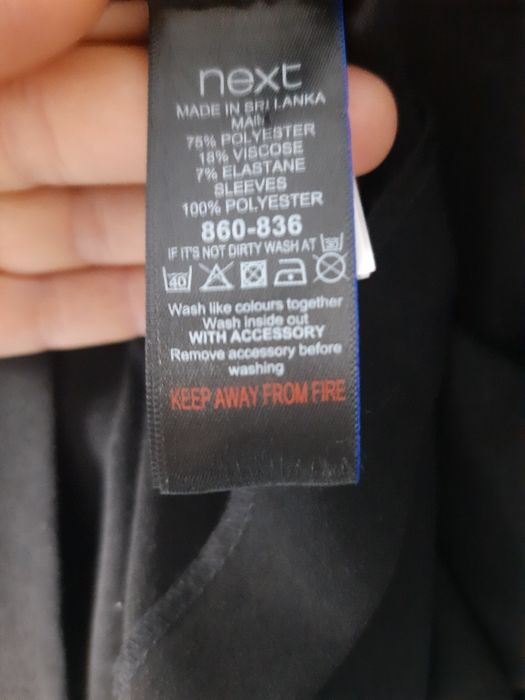 next
MADE IN SRI LANKA
MAIN
75% POLYESTER
18% VISCOSE
7% ELASTANE
SLEEVES
100% POLYESTER
860-836
IF IT'S NOT DIRTY WASH AT 30
40
Wash like colours together
Wash inside out
WITH ACCESSORY
Remove accessory before
washing
KEEP AWAY FROM FIRE